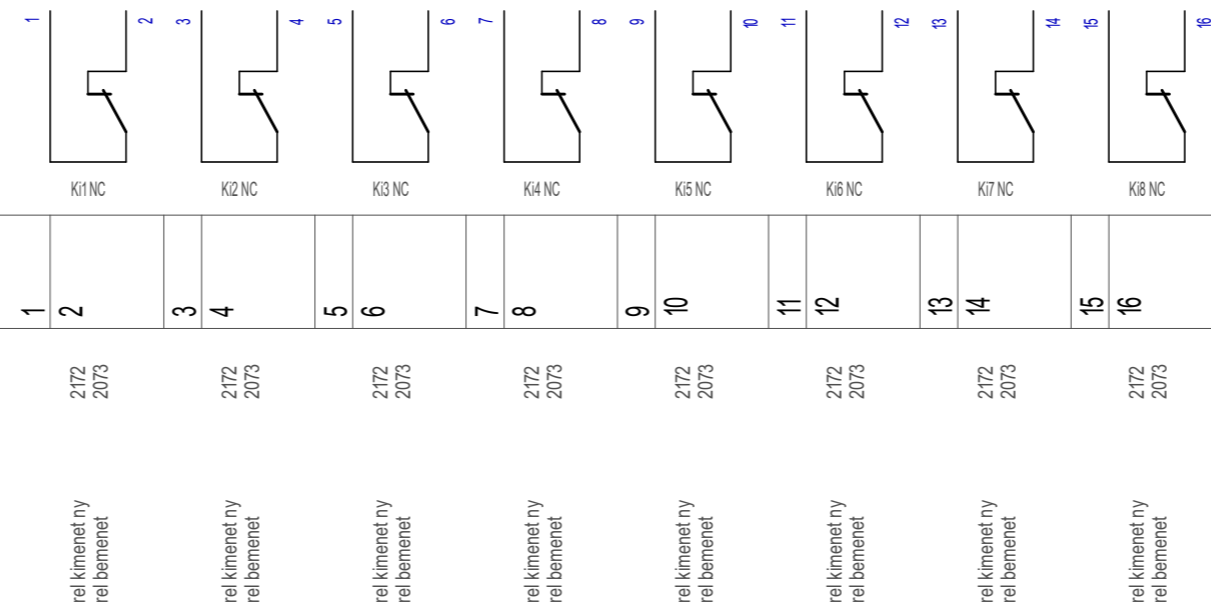 1 2 3 4 5 6 7 8 9 10 11 12 13 14 15 16
Ki1 NC Ki2 NC Ki3 NC Ki4 NC Ki5 NC Ki6 NC Ki7 NC Ki8 NC
1 2 3 4 5 6 7 8 9 10 11 12 13 14 15 16
2172
2073
2172
2073
2172
2073
2172
2073
2172
2073
2172
2073
2172
2073
2172
2073
rel kimenet ny
rel bemenet
rel kimenet ny
rel bemenet
rel kimenet ny
rel bemenet
rel kimenet ny
rel bemenet
rel kimenet ny
rel bemenet
rel kimenet ny
rel bemenet
rel kimenet ny
rel bemenet
rel kimenet ny
rel bemenet